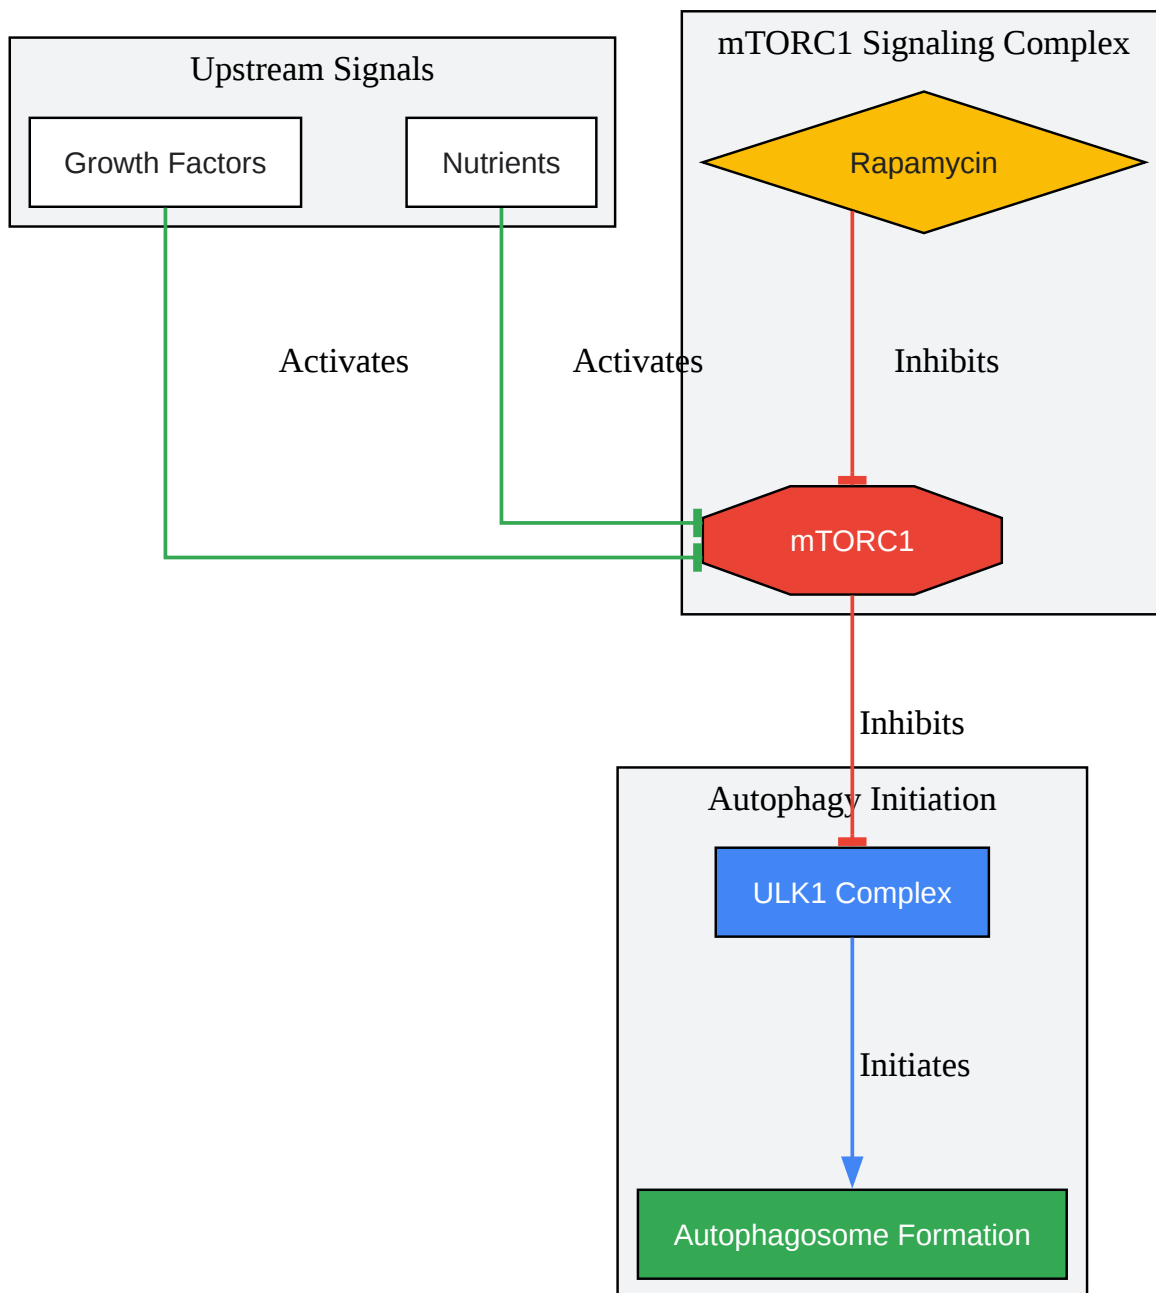 Upstream Signals
Growth Factors
Nutrients
mTORC1 Signaling Complex
Rapamycin
Activates
Activates
Inhibits
mTORC1
Inhibits
Autophagy Initiation
ULK1 Complex
Initiates
Autophagosome Formation